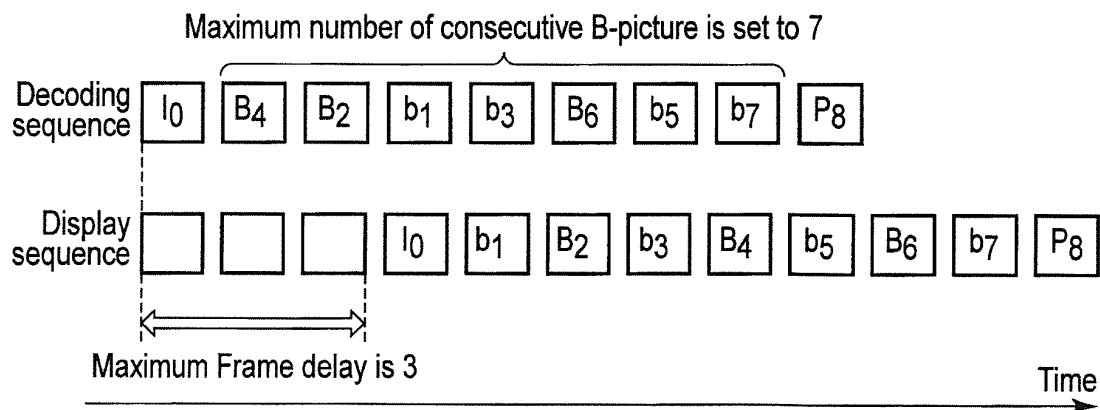 Maximum number of consecutive B-picture is set to 7
Decoding sequence I0 B4 B2 b1 b3 B6 b5 b7 P8
Display sequence I0 b1 B2 b3 B4 b5 B6 b7 P8
Maximum Frame delay is 3
Time